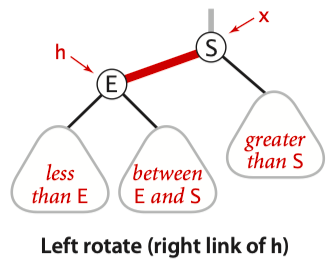 x
S
h
E
less
than E
between
E and S
greater
than S
Left rotate (right link of h)